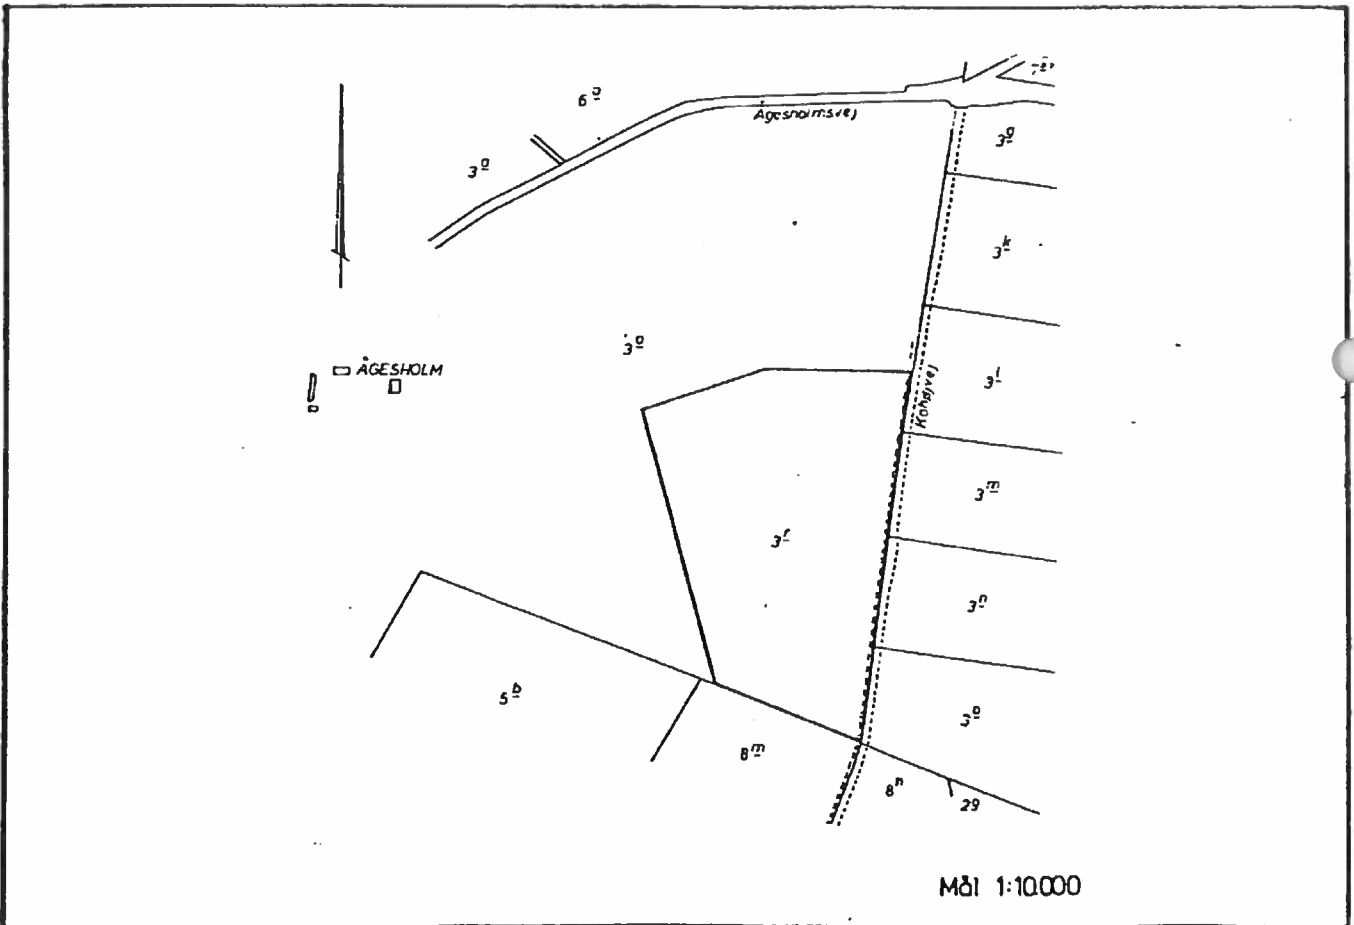 6a
Ågesholmsvej
3a
3g
3k
3a
ÅGESHOLM
3l
Kohøjvej
3m
3f
3n
5b
3o
8m
8n
29
Mål 1:10.000